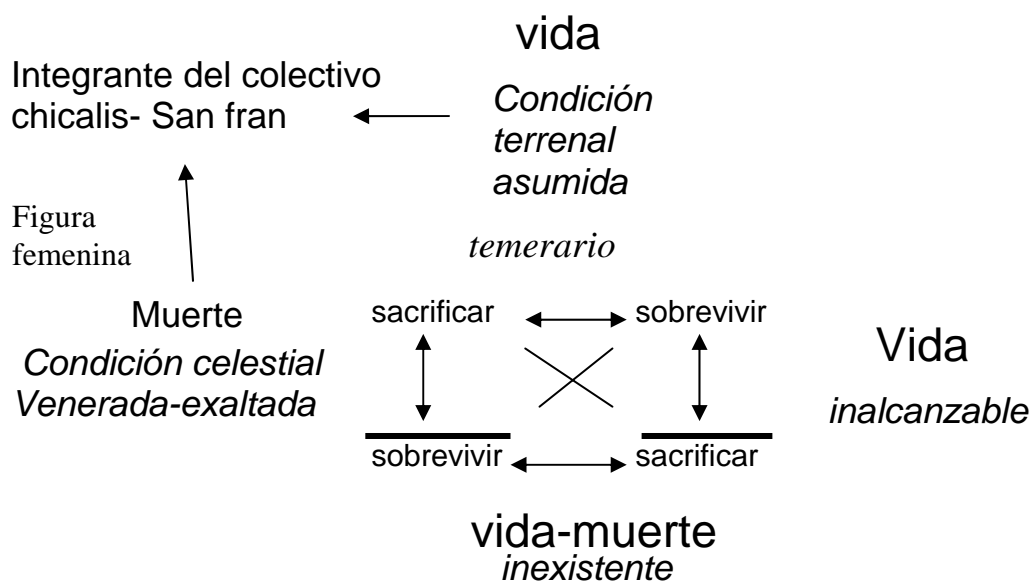 vida
Integrante del colectivo
chicalis- San fran
Condición
terrenal
asumida
Figura
femenina
temerario
Muerte
Condición celestial
Venerada-exaltada
sacrificar
sobrevivir
Vida
inalcanzable
sobrevivir
sacrificar
vida-muerte
inexistente